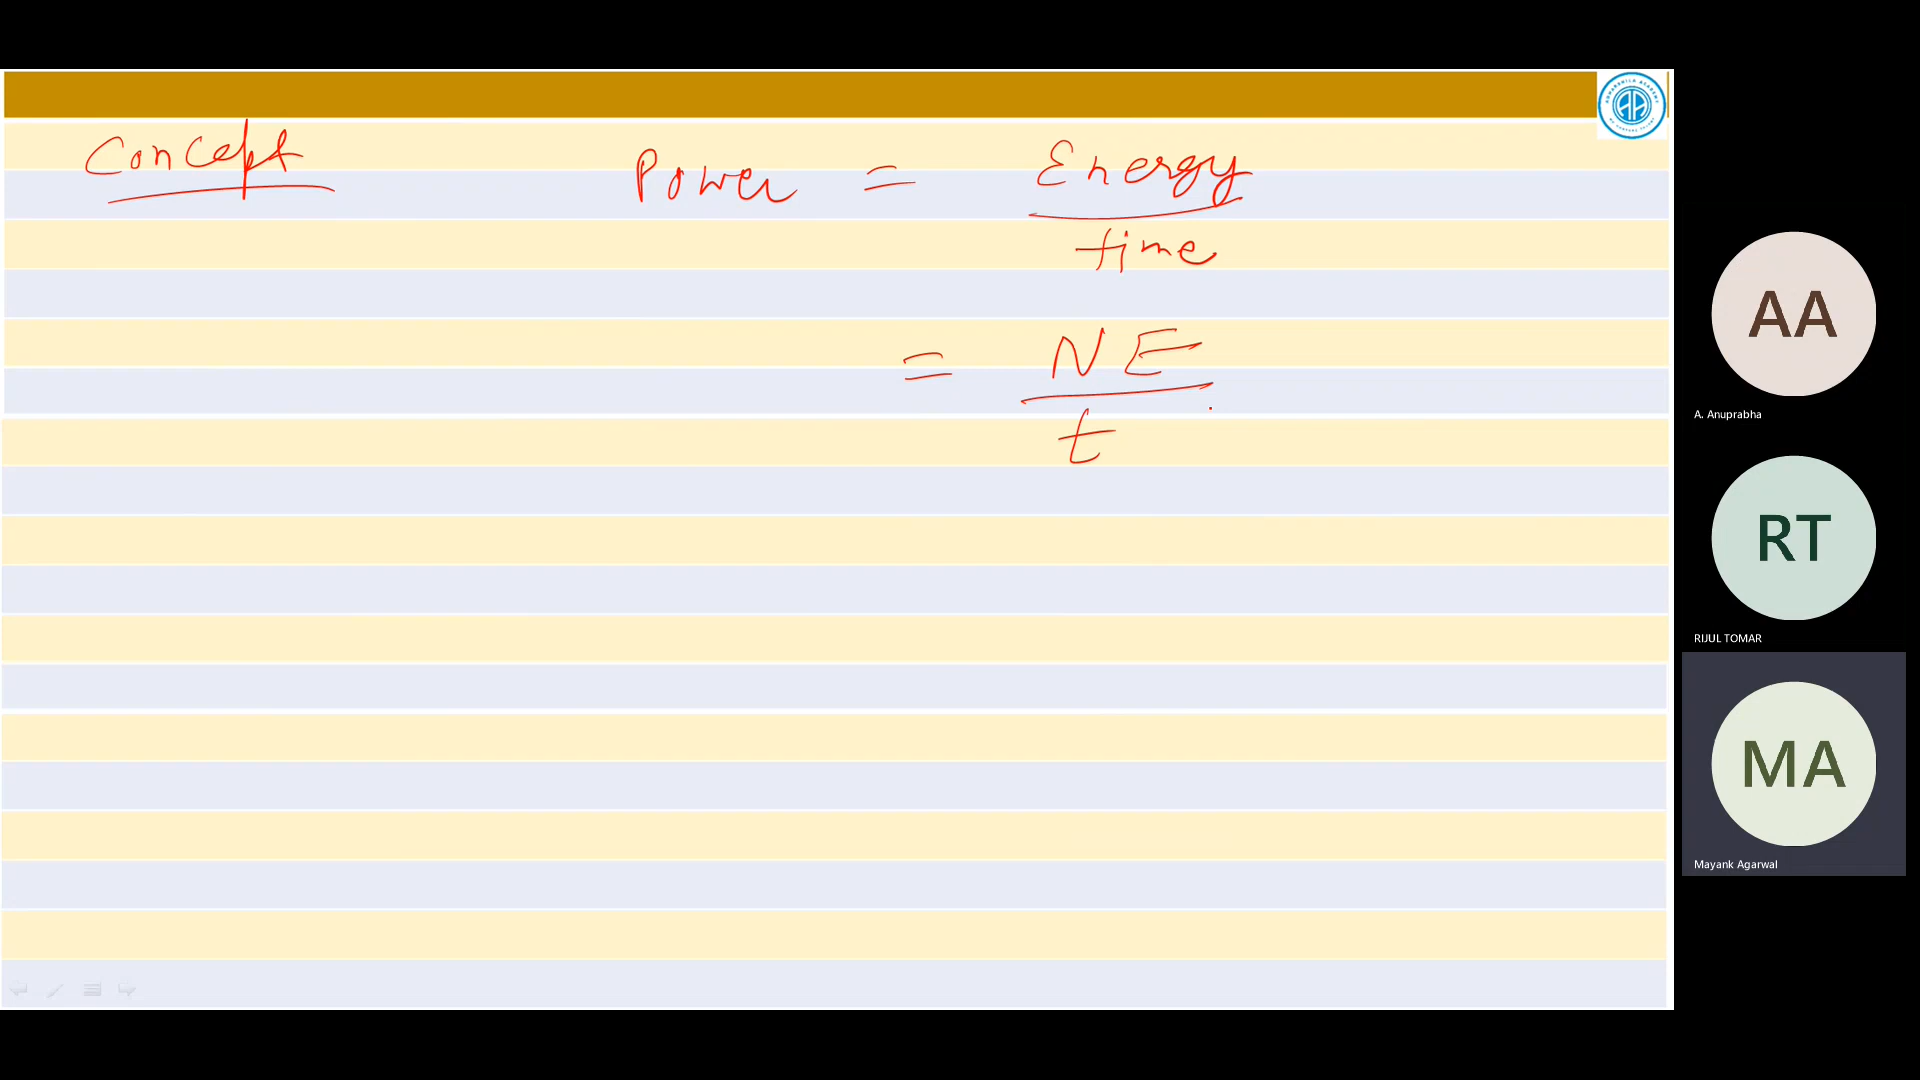 Concept
Power = Energy
time
= NE
t
AA
A. Anuprabha
RT
RIJUL TOMAR
MA
Mayank Agarwal